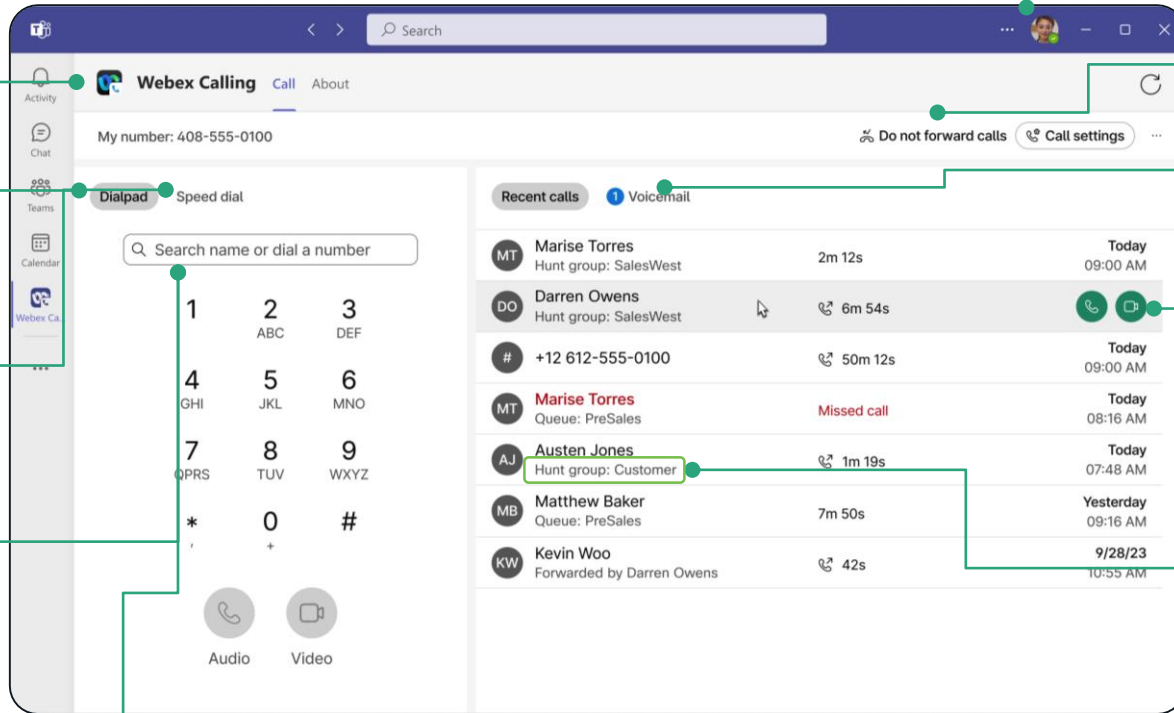 Search
Activity
Chat
Teams
Calendar
Webex Ca..
Webex Calling Call About
My number: 408-555-0100
Do not forward calls
Call settings
Dialpad Speed dial
Search name or dial a number
1 2 3
ABC DEF
4 5 6
GHI JKL MNO
7 8 9
QPRS TUV WXYZ
* 0 #
, +
Audio Video
Recent calls 1 Voicemail
MT Marise Torres 2m 12s Today
Hunt group: SalesWest 09:00 AM
DO Darren Owens 6m 54s
Hunt group: SalesWest
# +12 612-555-0100 50m 12s Today
09:00 AM
MT Marise Torres Missed call Today
Queue: PreSales 08:16 AM
AJ Austen Jones 1m 19s Today
Hunt group: Customer 07:48 AM
MB Matthew Baker 7m 50s Yesterday
Queue: PreSales 09:16 AM
KW Kevin Woo 42s 9/28/23
Forwarded by Darren Owens 10:55 AM